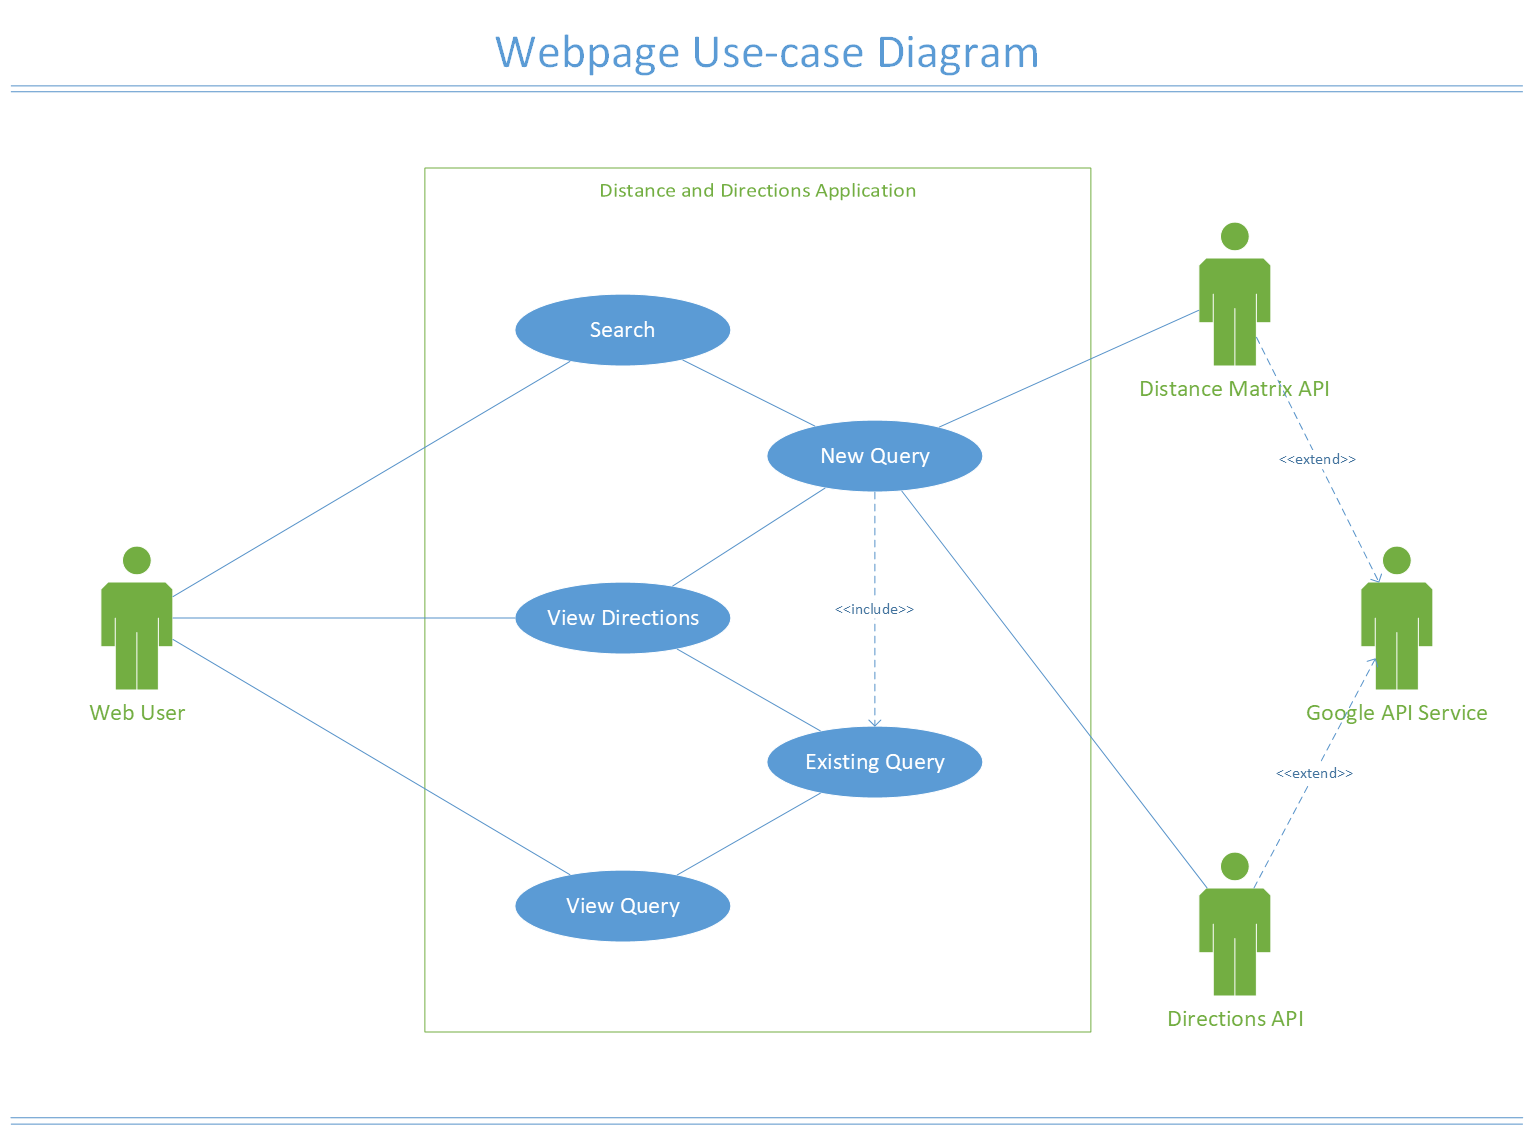 Webpage Use-case Diagram
Distance and Directions Application
Search
Distance Matrix API
New Query
<<extend>>
View Directions
<<include>>
Web User
Google API Service
Existing Query
<<extend>>
View Query
Directions API